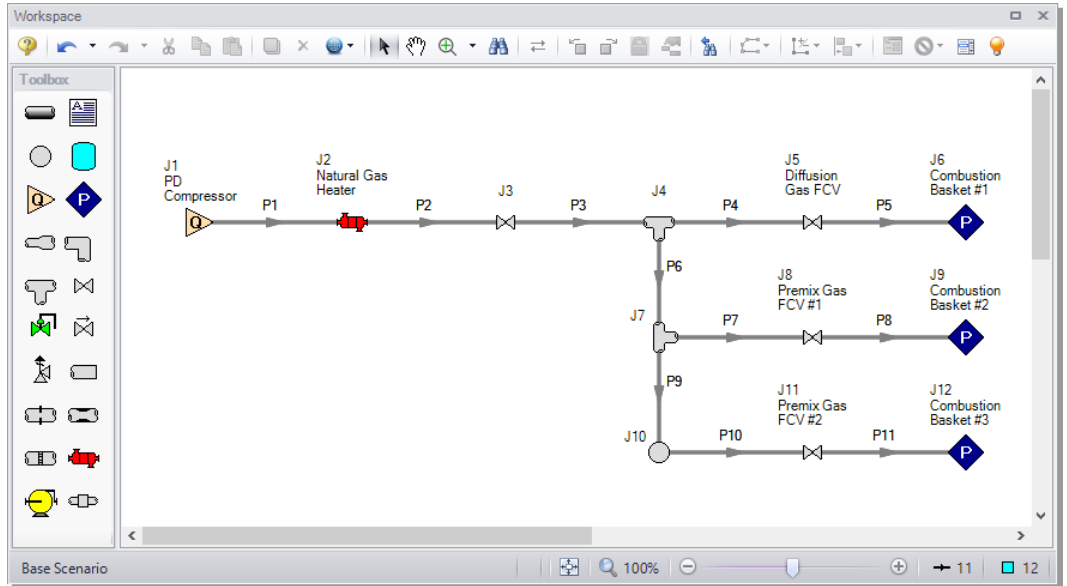 Workspace
Toolbox
J1
PD
Compressor
P1
J2
Natural Gas
Heater
P2
J3
P3
J4
P4
J5
Diffusion
Gas FCV
P5
J6
Combustion
Basket #1
P6
J7
P7
J8
Premix Gas
FCV #1
P8
J9
Combustion
Basket #2
P9
J10
P10
J11
Premix Gas
FCV #2
P11
J12
Combustion
Basket #3
Q
P
P
P
Q
P
Base Scenario
100%
11
12